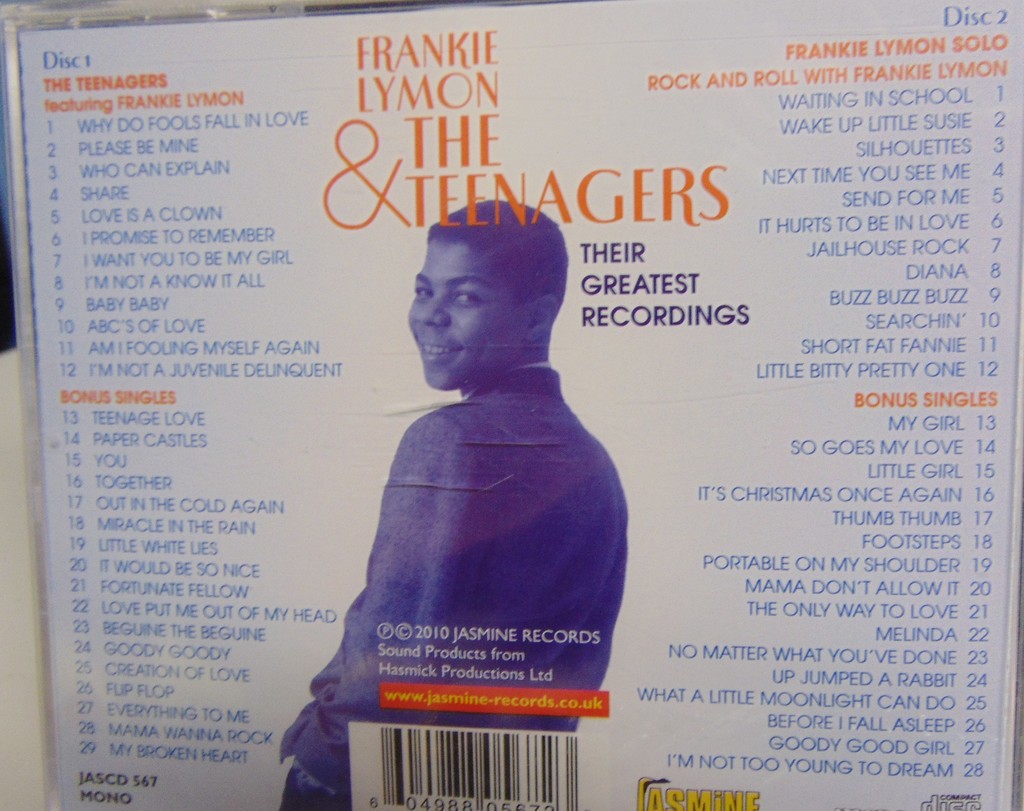 Disc 1
THE TEENAGERS
featuring FRANKIE LYMON
1 WHY DO FOOLS FALL IN LOVE
2 PLEASE BE MINE
3 WHO CAN EXPLAIN
4 SHARE
5 LOVE IS A CLOWN
6 I PROMISE TO REMEMBER
7 I WANT YOU TO BE MY GIRL
8 I'M NOT A KNOW IT ALL
9 BABY BABY
10 ABC'S OF LOVE
11 AM I FOOLING MYSELF AGAIN
12 I'M NOT A JUVENILE DELINQUENT
BONUS SINGLES
13 TEENAGE LOVE
14 PAPER CASTLES
15 YOU
16 TOGETHER
17 OUT IN THE COLD AGAIN
18 MIRACLE IN THE RAIN
19 LITTLE WHITE LIES
20 IT WOULD BE SO NICE
21 FORTUNATE FELLOW
22 LOVE PUT ME OUT OF MY HEAD
23 BEGUINE THE BEGUINE
24 GOODY GOODY
25 CREATION OF LOVE
26 FLIP FLOP
27 EVERYTHING TO ME
28 MAMA WANNA ROCK
29 MY BROKEN HEART
JASCD 567
MONO
FRANKIE
LYMON
& THE
TEENAGERS
THEIR
GREATEST
RECORDINGS
℗ © 2010 JASMINE RECORDS
Sound Products from
Hasmick Productions Ltd
www.jasmine-records.co.uk
6 04988 05672
Disc 2
FRANKIE LYMON SOLO
ROCK AND ROLL WITH FRANKIE LYMON
WAITING IN SCHOOL 1
WAKE UP LITTLE SUSIE 2
SILHOUETTES 3
NEXT TIME YOU SEE ME 4
SEND FOR ME 5
IT HURTS TO BE IN LOVE 6
JAILHOUSE ROCK 7
DIANA 8
BUZZ BUZZ BUZZ 9
SEARCHIN' 10
SHORT FAT FANNIE 11
LITTLE BITTY PRETTY ONE 12
BONUS SINGLES
MY GIRL 13
SO GOES MY LOVE 14
LITTLE GIRL 15
IT'S CHRISTMAS ONCE AGAIN 16
THUMB THUMB 17
FOOTSTEPS 18
PORTABLE ON MY SHOULDER 19
MAMA DON'T ALLOW IT 20
THE ONLY WAY TO LOVE 21
MELINDA 22
NO MATTER WHAT YOU'VE DONE 23
UP JUMPED A RABBIT 24
WHAT A LITTLE MOONLIGHT CAN DO 25
BEFORE I FALL ASLEEP 26
GOODY GOOD GIRL 27
I'M NOT TOO YOUNG TO DREAM 28
JASMINE
COMPACT
disc